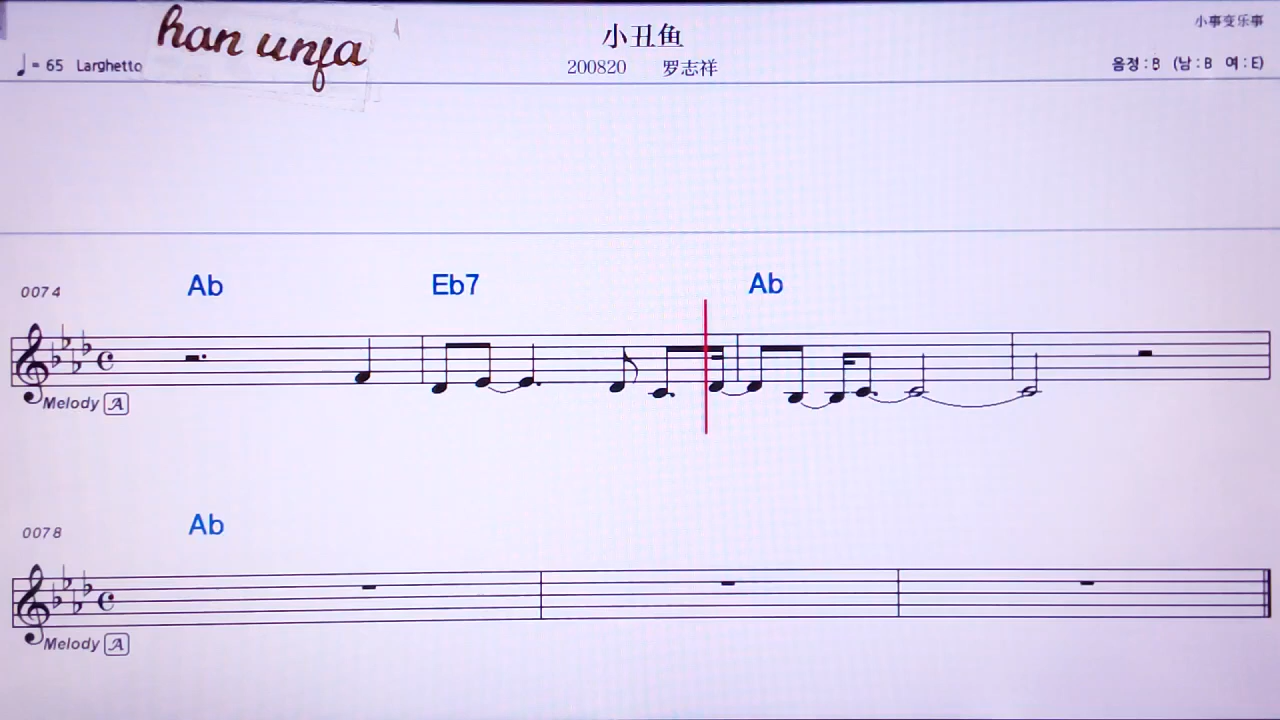 han unfa
小丑鱼
小事变乐事
♩= 65 Larghetto
200820 罗志祥
음정 : B (남 : B 여 : E)
Ab Eb7 Ab
0074
Melody A
Ab
0078
Melody A